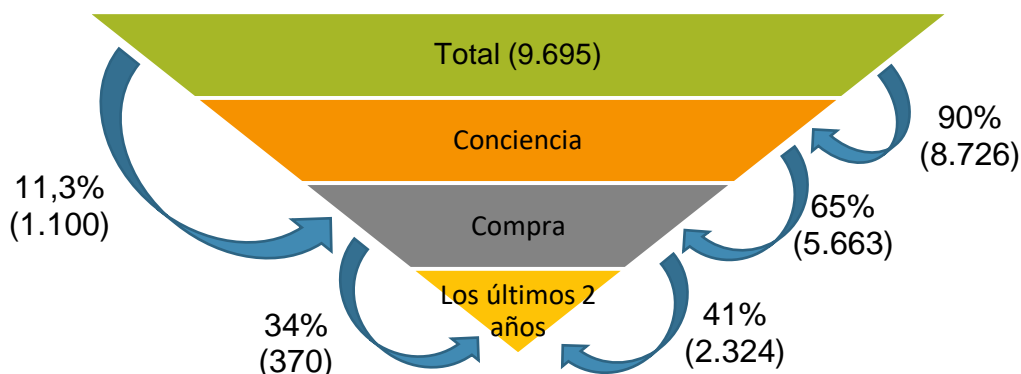 Total (9.695)
90%
(8.726)
Conciencia
11,3%
(1.100)
65%
(5.663)
Compra
Los últimos 2
años
34%
(370)
41%
(2.324)